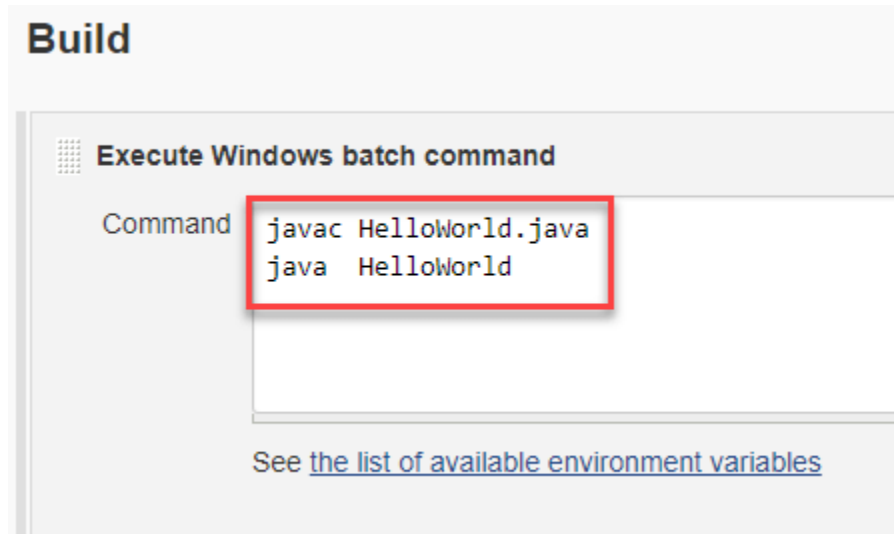 Build
Execute Windows batch command
Command
javac HelloWorld.java
java  HelloWorld
See the list of available environment variables